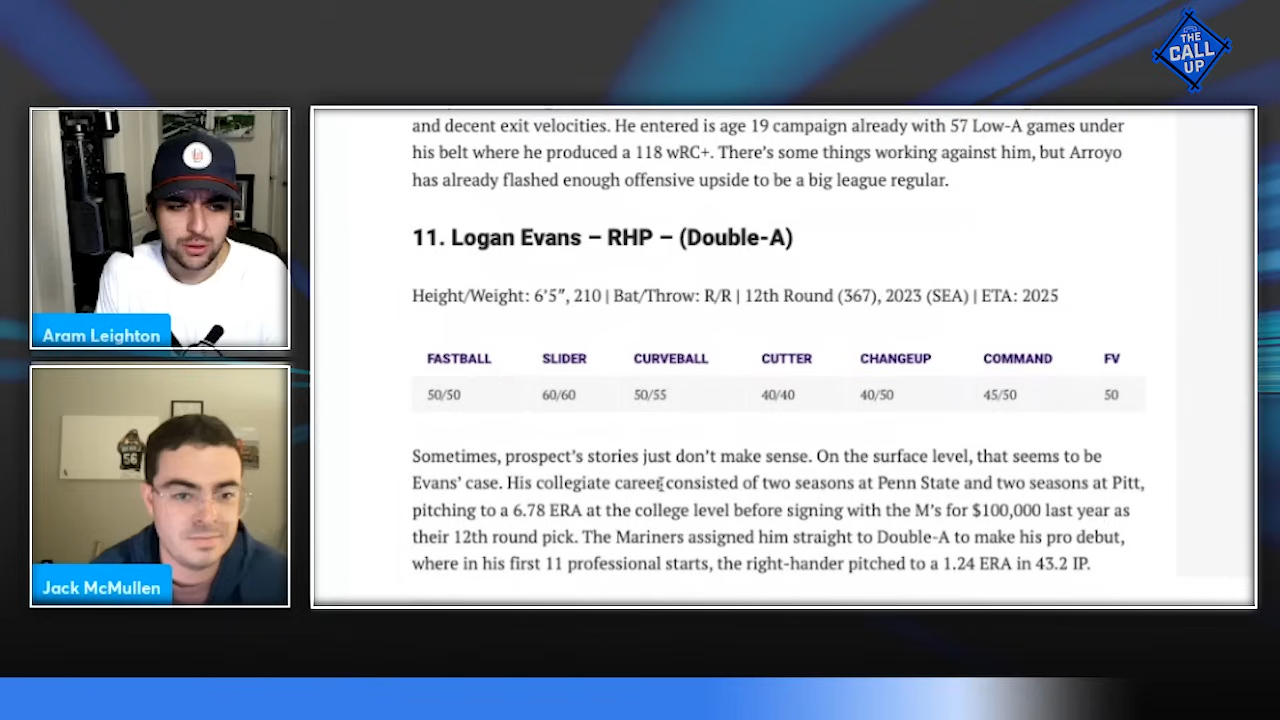 THE
CALL
UP
and decent exit velocities. He entered is age 19 campaign already with 57 Low-A games under
his belt where he produced a 118 wRC+. There's some things working against him, but Arroyo
has already flashed enough offensive upside to be a big league regular.
11. Logan Evans – RHP – (Double-A)
Height/Weight: 6'5", 210 | Bat/Throw: R/R | 12th Round (367), 2023 (SEA) | ETA: 2025
FASTBALL SLIDER CURVEBALL CUTTER CHANGEUP COMMAND FV
50/50 60/60 50/55 40/40 40/50 45/50 50
Sometimes, prospect's stories just don't make sense. On the surface level, that seems to be
Evans' case. His collegiate career consisted of two seasons at Penn State and two seasons at Pitt,
pitching to a 6.78 ERA at the college level before signing with the M's for $100,000 last year as
their 12th round pick. The Mariners assigned him straight to Double-A to make his pro debut,
where in his first 11 professional starts, the right-hander pitched to a 1.24 ERA in 43.2 IP.
Aram Leighton
56
Jack McMullen